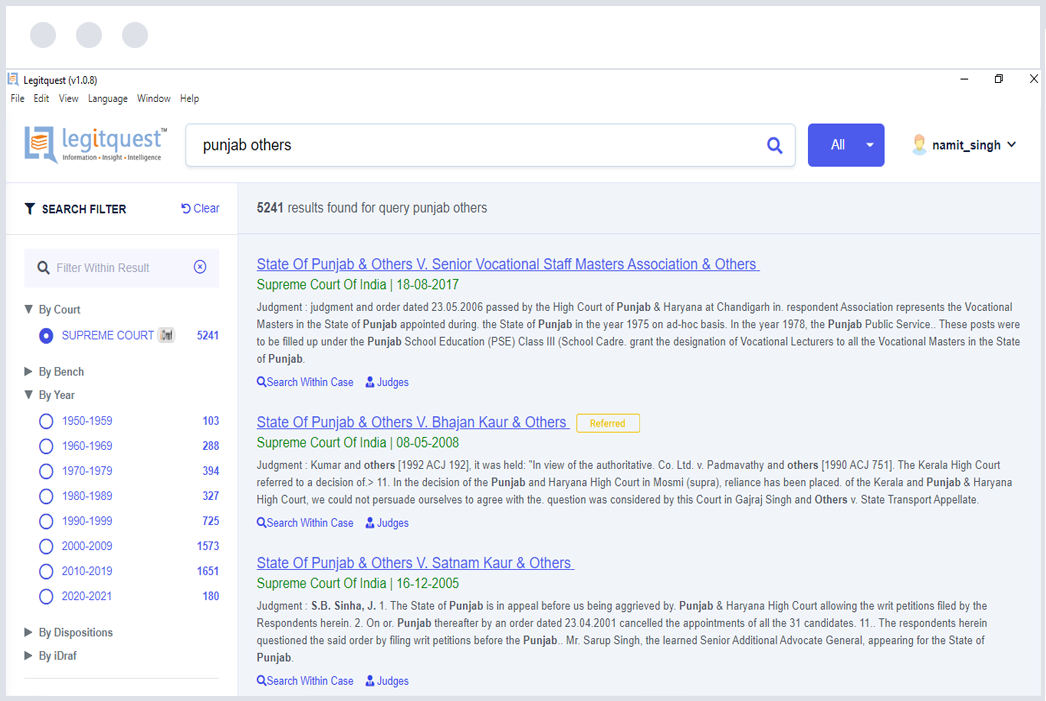 Legitquest (v1.0.8)
File Edit View Language Window Help
legitquest™
Information • Insight • Intelligence
punjab others
All
namit_singh
SEARCH FILTER
Clear
5241 results found for query punjab others
Filter Within Result
By Court
SUPREME COURT 5241
By Bench
By Year
1950-1959 103
1960-1969 288
1970-1979 394
1980-1989 327
1990-1999 725
2000-2009 1573
2010-2019 1651
2020-2021 180
By Dispositions
By iDraf
State Of Punjab & Others V. Senior Vocational Staff Masters Association & Others
Supreme Court Of India | 18-08-2017
Judgment : judgment and order dated 23.05.2006 passed by the High Court of Punjab & Haryana at Chandigarh in. respondent Association represents the Vocational
Masters in the State of Punjab appointed during. the State of Punjab in the year 1975 on ad-hoc basis. In the year 1978, the Punjab Public Service.. These posts were
to be filled up under the Punjab School Education (PSE) Class III (School Cadre. grant the designation of Vocational Lecturers to all the Vocational Masters in the State
of Punjab.
Search Within Case Judges
State Of Punjab & Others V. Bhajan Kaur & Others Referred
Supreme Court Of India | 08-05-2008
Judgment : Kumar and others [1992 ACJ 192], it was held: "In view of the authoritative. Co. Ltd. v. Padmavathy and others [1990 ACJ 751]. The Kerala High Court
referred to a decision of.> 11. In the decision of the Punjab and Haryana High Court in Mosmi (supra), reliance has been placed. of the Kerala and Punjab & Haryana
High Court, we could not persuade ourselves to agree with the. question was considered by this Court in Gajraj Singh and Others v. State Transport Appellate.
Search Within Case Judges
State Of Punjab & Others V. Satnam Kaur & Others
Supreme Court Of India | 16-12-2005
Judgment : S.B. Sinha, J. 1. The State of Punjab is in appeal before us being aggrieved by. Punjab & Haryana High Court allowing the writ petitions filed by the
Respondents herein. 2. On or. Punjab thereafter by an order dated 23.04.2001 cancelled the appointments of all the 31 candidates. 11.. The respondents herein
questioned the said order by filing writ petitions before the Punjab.. Mr. Sarup Singh, the learned Senior Additional Advocate General, appearing for the State of
Punjab.
Search Within Case Judges